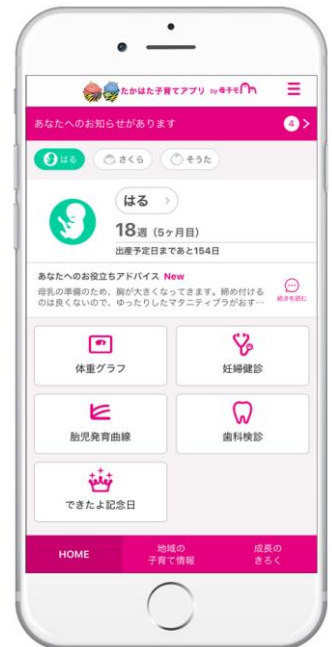 たかはた子育てアプリ by母子モ
あなたへのお知らせがあります
4
はる
さくら
そうた
はる
18週（5ヶ月目）
出産予定日まであと154日
あなたへのお役立ちアドバイス New
母乳の準備のため、胸が大きくなってきます。締め付ける
のは良くないので、ゆったりしたマタニティブラがおす…
続きを読む
体重グラフ
妊婦健診
胎児発育曲線
歯科検診
できたよ記念日
HOME
地域の
子育て情報
成長の
きろく